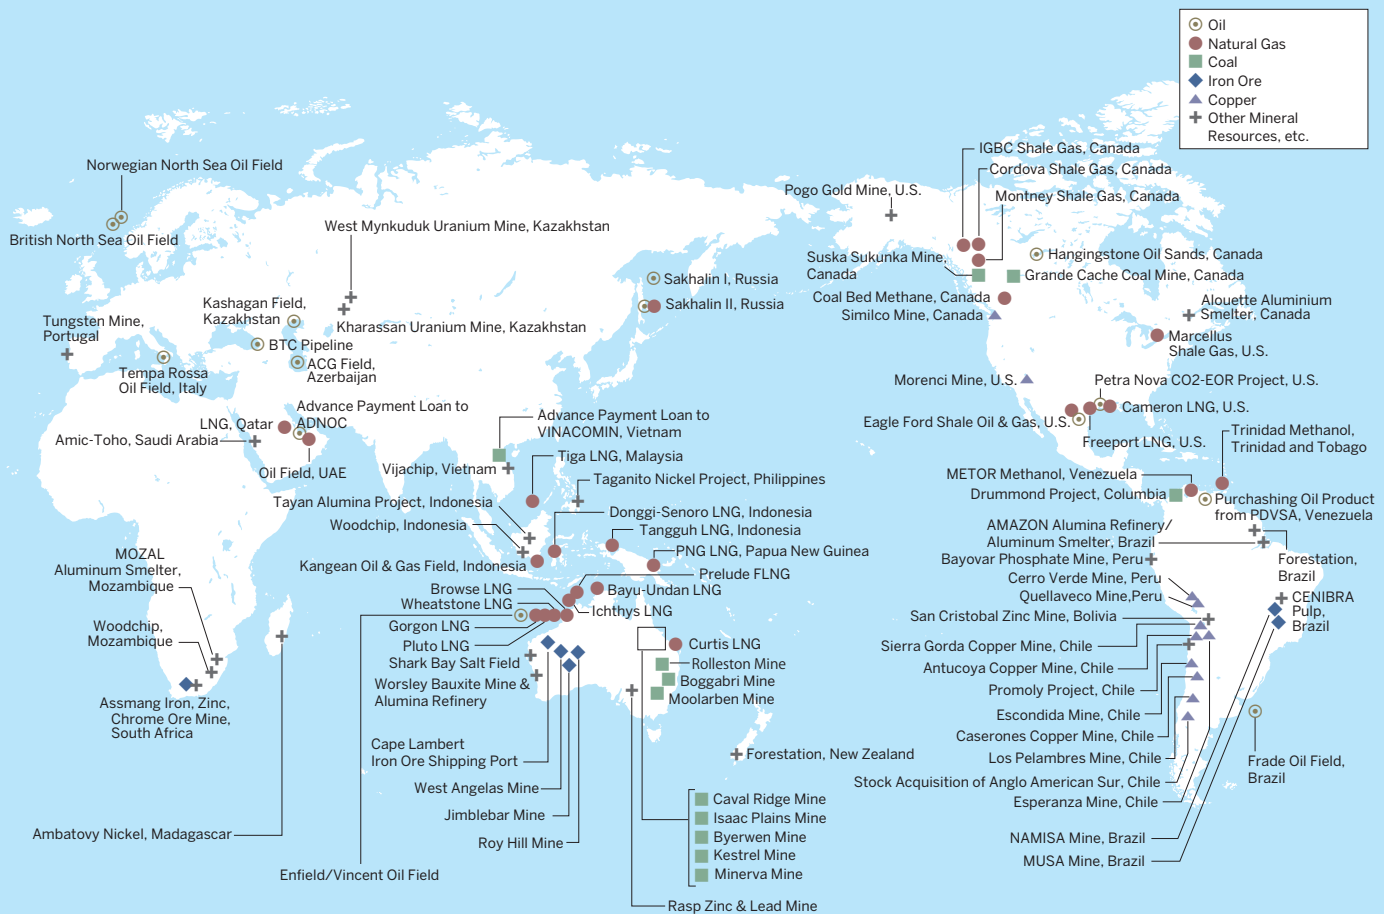 Oil
Natural Gas
Coal
Iron Ore
Copper
Other Mineral
Resources, etc.
Norwegian North Sea Oil Field
British North Sea Oil Field
West Mynkuduk Uranium Mine, Kazakhstan
Kashagan Field,
Kazakhstan
Kharassan Uranium Mine, Kazakhstan
Tungsten Mine,
Portugal
BTC Pipeline
Tempa Rossa
Oil Field, Italy
ACG Field,
Azerbaijan
Sakhalin I, Russia
Sakhalin II, Russia
LNG, Qatar
Advance Payment Loan to
ADNOC
Amic-Toho, Saudi Arabia
Oil Field, UAE
Advance Payment Loan to
VINACOMIN, Vietnam
Vijachip, Vietnam
Tiga LNG, Malaysia
Taganito Nickel Project, Philippines
Tayan Alumina Project, Indonesia
Woodchip, Indonesia
Donggi-Senoro LNG, Indonesia
Tangguh LNG, Indonesia
Kangean Oil & Gas Field, Indonesia
PNG LNG, Papua New Guinea
Prelude FLNG
Browse LNG
Bayu-Undan LNG
Wheatstone LNG
Ichthys LNG
Gorgon LNG
Pluto LNG
Curtis LNG
Shark Bay Salt Field
Worsley Bauxite Mine &
Alumina Refinery
Rolleston Mine
Boggabri Mine
Moolarben Mine
MOZAL
Aluminum Smelter,
Mozambique
Woodchip,
Mozambique
Assmang Iron, Zinc,
Chrome Ore Mine,
South Africa
Ambatovy Nickel, Madagascar
Cape Lambert
Iron Ore Shipping Port
West Angelas Mine
Jimblebar Mine
Roy Hill Mine
Enfield/Vincent Oil Field
Forestation, New Zealand
Caval Ridge Mine
Isaac Plains Mine
Byerwen Mine
Kestrel Mine
Minerva Mine
Rasp Zinc & Lead Mine
IGBC Shale Gas, Canada
Cordova Shale Gas, Canada
Pogo Gold Mine, U.S.
Montney Shale Gas, Canada
Suska Sukunka Mine,
Canada
Hangingstone Oil Sands, Canada
Grande Cache Coal Mine, Canada
Coal Bed Methane, Canada
Similco Mine, Canada
Alouette Aluminium
Smelter, Canada
Marcellus
Shale Gas, U.S.
Morenci Mine, U.S.
Petra Nova CO2-EOR Project, U.S.
Cameron LNG, U.S.
Eagle Ford Shale Oil & Gas, U.S.
Freeport LNG, U.S.
Trinidad Methanol,
Trinidad and Tobago
METOR Methanol, Venezuela
Drummond Project, Columbia
Purchashing Oil Product
from PDVSA, Venezuela
AMAZON Alumina Refinery/
Aluminum Smelter, Brazil
Bayovar Phosphate Mine, Peru
Forestation,
Brazil
Cerro Verde Mine, Peru
Quellaveco Mine,Peru
CENIBRA
Pulp,
Brazil
San Cristobal Zinc Mine, Bolivia
Sierra Gorda Copper Mine, Chile
Antucoya Copper Mine, Chile
Promoly Project, Chile
Escondida Mine, Chile
Caserones Copper Mine, Chile
Los Pelambres Mine, Chile
Stock Acquisition of Anglo American Sur, Chile
Esperanza Mine, Chile
Frade Oil Field,
Brazil
NAMISA Mine, Brazil
MUSA Mine, Brazil